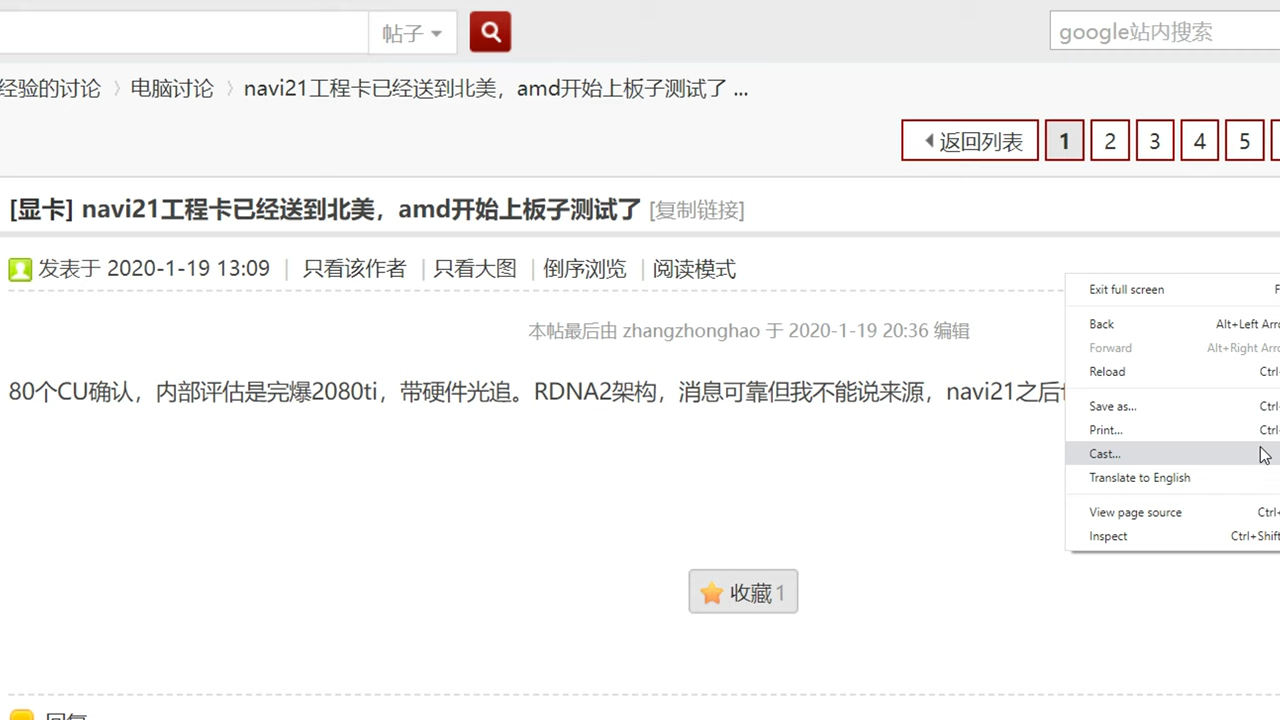 帖子
google站内搜索
经验的讨论 〉 电脑讨论 〉 navi21工程卡已经送到北美，amd开始上板子测试了 ...
返回列表 1 2 3 4 5
[显卡] navi21工程卡已经送到北美，amd开始上板子测试了 [复制链接]
发表于 2020-1-19 13:09 | 只看该作者 | 只看大图 | 倒序浏览 | 阅读模式
本帖最后由 zhangzhonghao 于 2020-1-19 20:36 编辑
80个CU确认，内部评估是完爆2080ti，带硬件光追。RDNA2架构，消息可靠但我不能说来源，navi21之后
Exit full screen F
Back Alt+Left Arr
Forward Alt+Right Arr
Reload Ctrl
Save as... Ctrl
Print... Ctrl
Cast...
Translate to English
View page source Ctrl+
Inspect Ctrl+Shift
收藏 1
回复